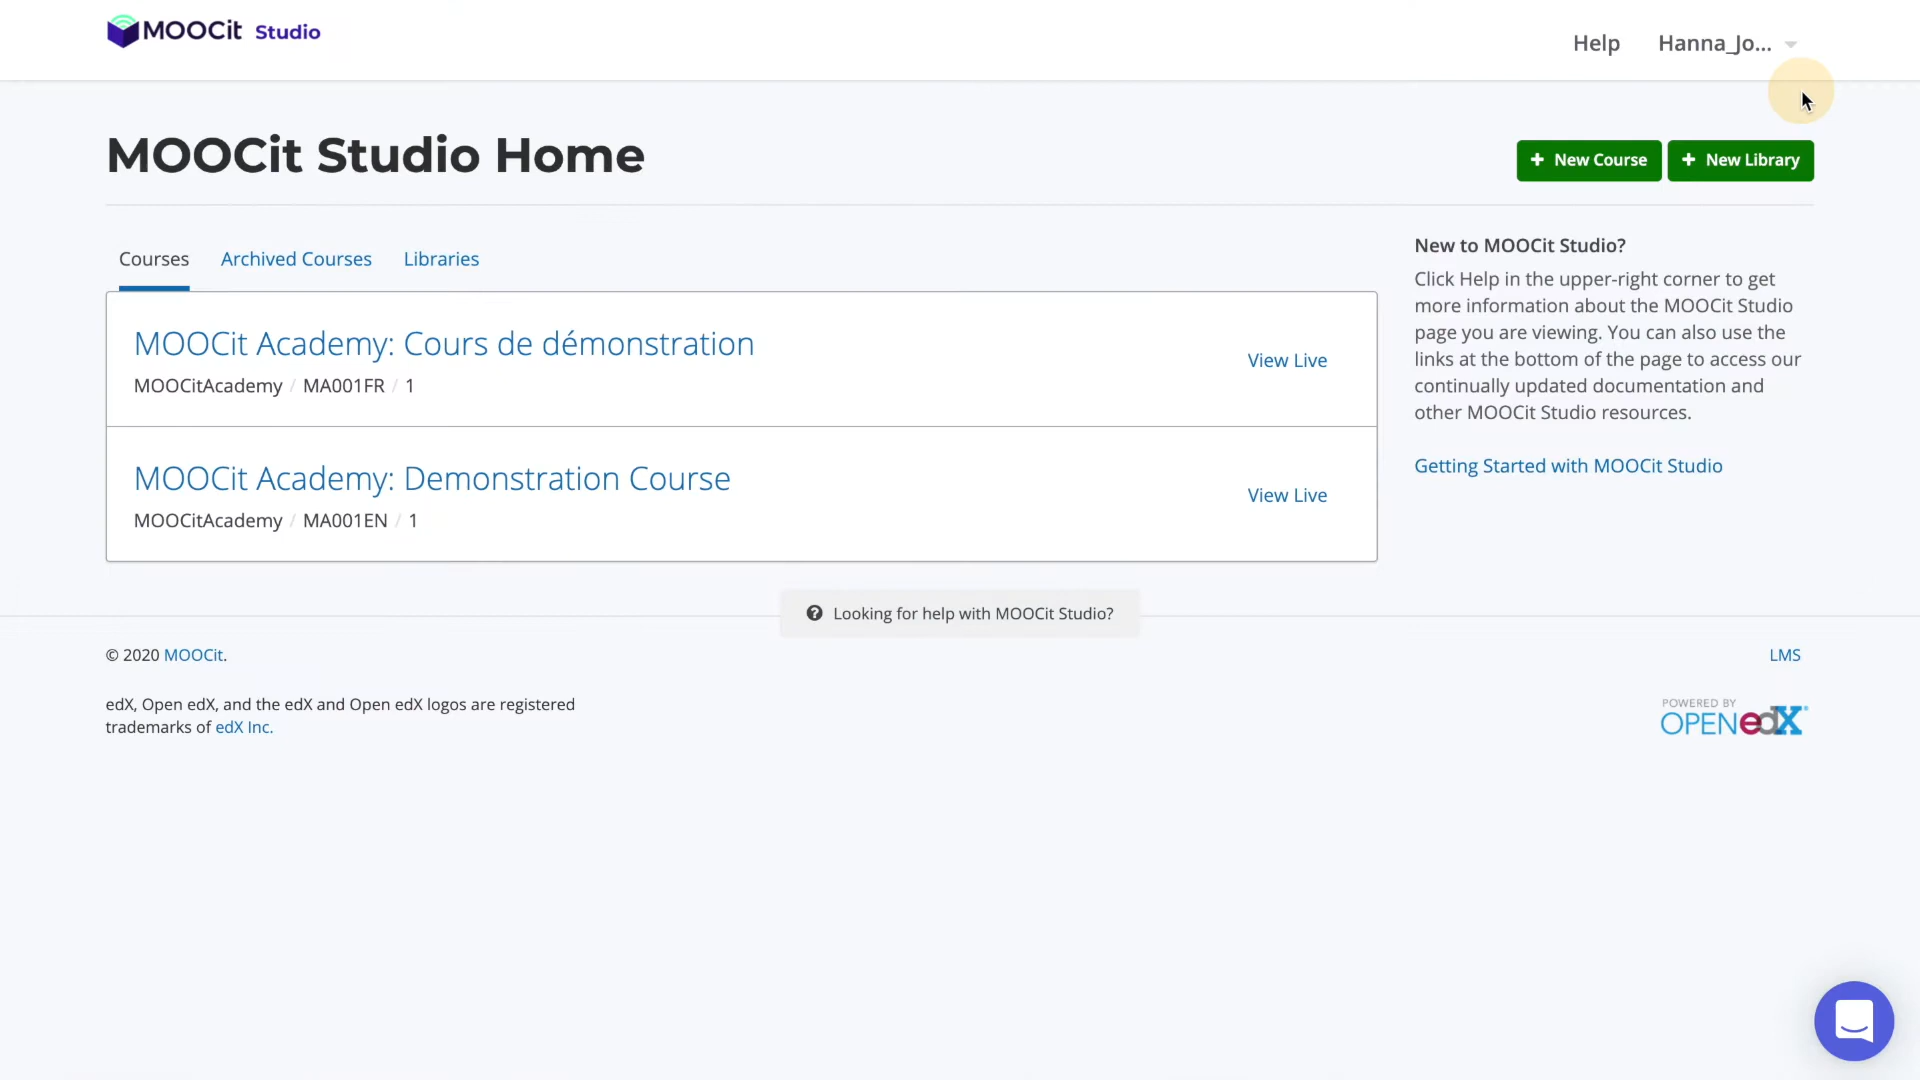 MOOCit Studio
Help
Hanna_Jo...
MOOCit Studio Home
+ New Course
+ New Library
Courses
Archived Courses
Libraries
MOOCit Academy: Cours de démonstration
MOOCitAcademy / MA001FR / 1
View Live
MOOCit Academy: Demonstration Course
MOOCitAcademy / MA001EN / 1
View Live
New to MOOCit Studio?
Click Help in the upper-right corner to get
more information about the MOOCit Studio
page you are viewing. You can also use the
links at the bottom of the page to access our
continually updated documentation and
other MOOCit Studio resources.
Getting Started with MOOCit Studio
Looking for help with MOOCit Studio?
© 2020 MOOCit.
LMS
edX, Open edX, and the edX and Open edX logos are registered
trademarks of edX Inc.
POWERED BY
OPENedX